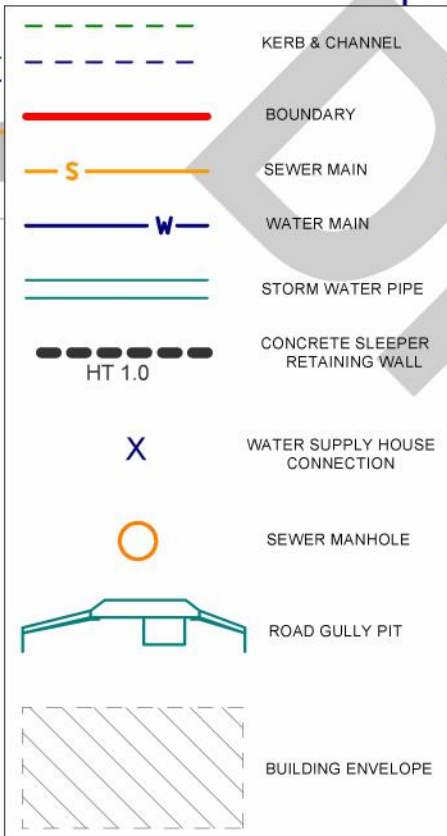 KERB & CHANNEL
BOUNDARY
S
SEWER MAIN
W
WATER MAIN
STORM WATER PIPE
HT 1.0
CONCRETE SLEEPER
RETAINING WALL
X
WATER SUPPLY HOUSE
CONNECTION
SEWER MANHOLE
ROAD GULLY PIT
BUILDING ENVELOPE